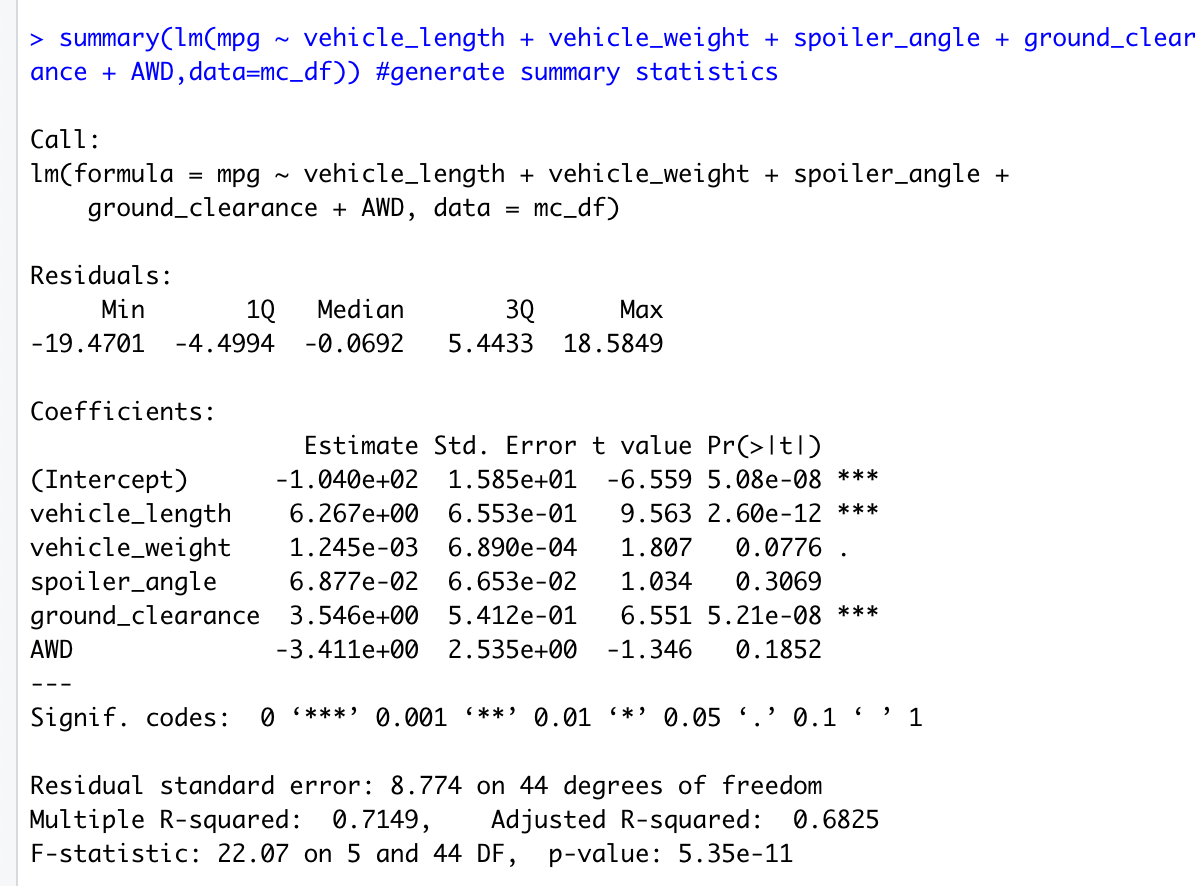 > summary(lm(mpg ~ vehicle_length + vehicle_weight + spoiler_angle + ground_clear
ance + AWD,data=mc_df)) #generate summary statistics
Call:
lm(formula = mpg ~ vehicle_length + vehicle_weight + spoiler_angle +
    ground_clearance + AWD, data = mc_df)
Residuals:
     Min       1Q   Median       3Q      Max
-19.4701  -4.4994  -0.0692   5.4433  18.5849
Coefficients:
                   Estimate Std. Error t value Pr(>|t|)
(Intercept)      -1.040e+02  1.585e+01  -6.559 5.08e-08 ***
vehicle_length    6.267e+00  6.553e-01   9.563 2.60e-12 ***
vehicle_weight    1.245e-03  6.890e-04   1.807   0.0776 .
spoiler_angle     6.877e-02  6.653e-02   1.034   0.3069
ground_clearance  3.546e+00  5.412e-01   6.551 5.21e-08 ***
AWD              -3.411e+00  2.535e+00  -1.346   0.1852
---
Signif. codes:  0 ‘***’ 0.001 ‘**’ 0.01 ‘*’ 0.05 ‘.’ 0.1 ‘ ’ 1
Residual standard error: 8.774 on 44 degrees of freedom
Multiple R-squared:  0.7149,    Adjusted R-squared:  0.6825
F-statistic: 22.07 on 5 and 44 DF,  p-value: 5.35e-11